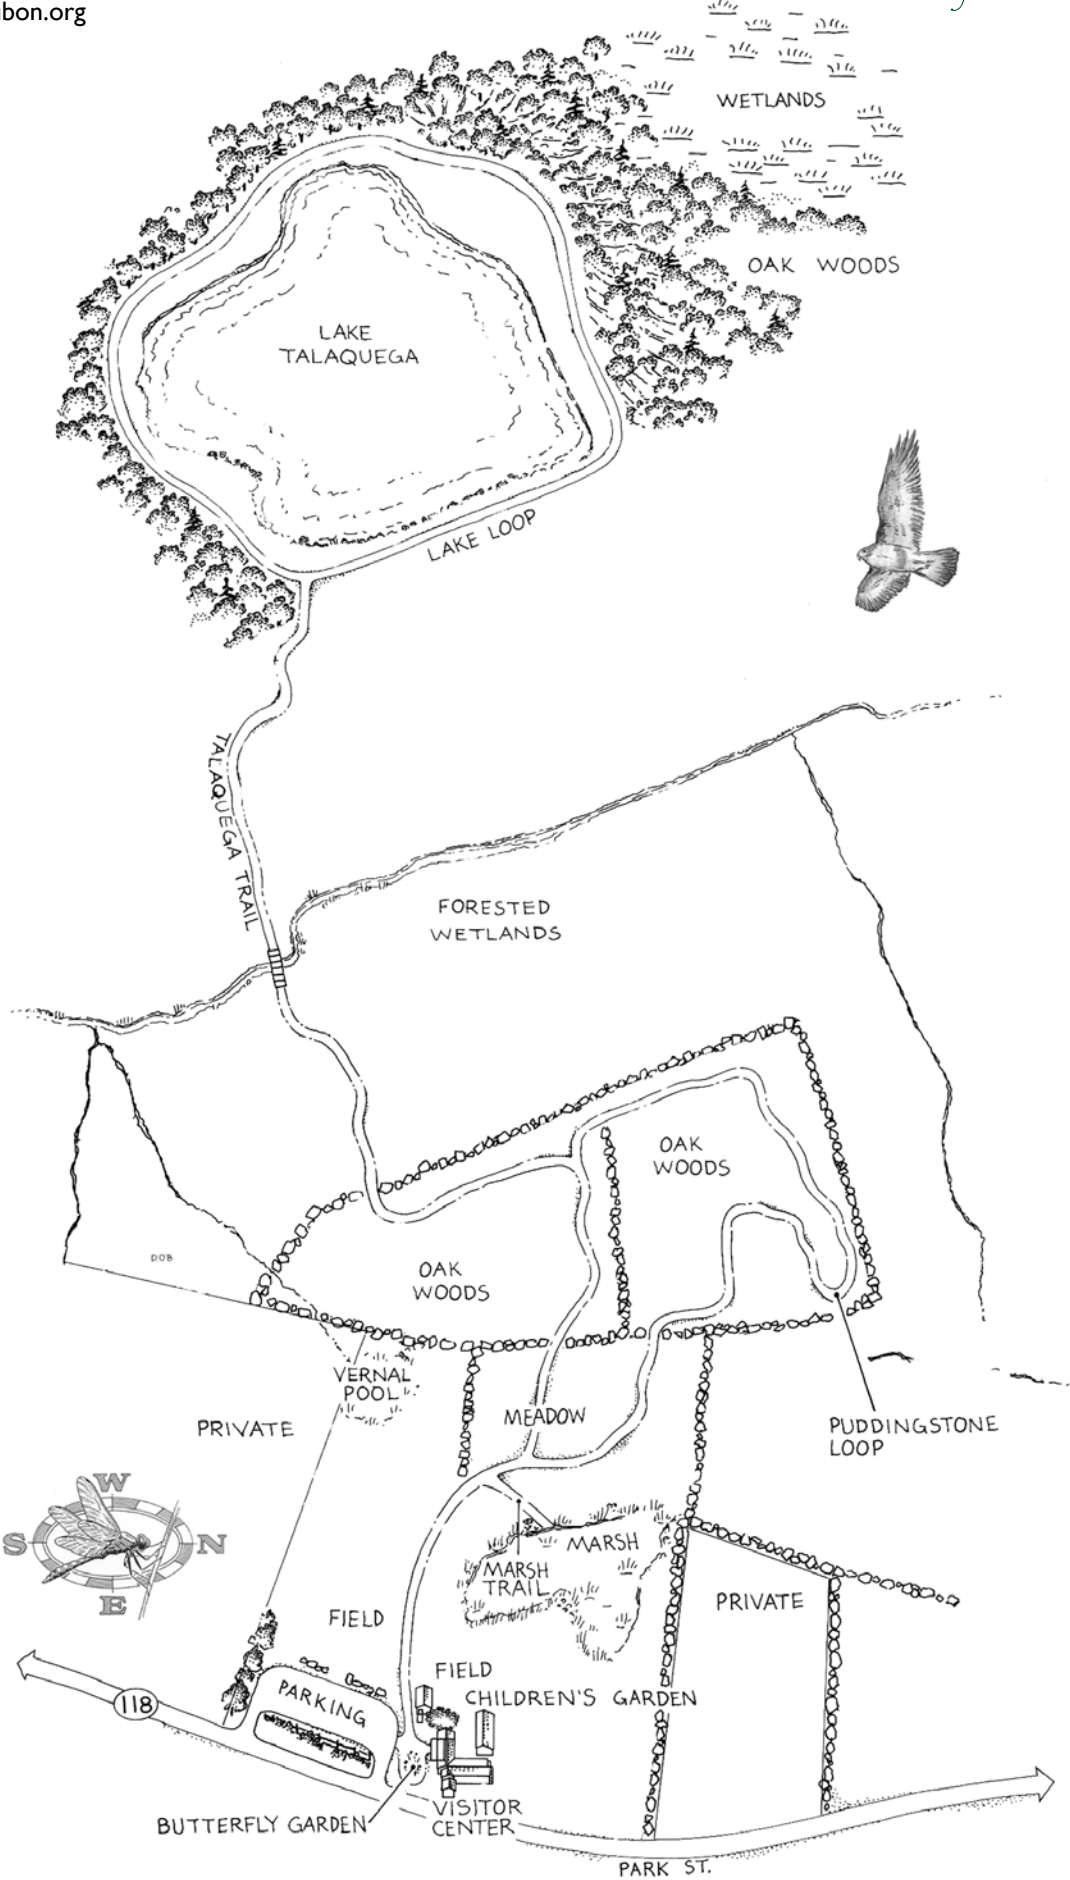 ibon.org
WETLANDS
OAK WOODS
LAKE
TALAQUEGA
LAKE LOOP
TALAQUEGA TRAIL
FORESTED
WETLANDS
OAK
WOODS
DOB
OAK
WOODS
VERNAL
POOL
PRIVATE
MEADOW
PUDDINGSTONE
LOOP
W
S
N
E
MARSH
MARSH
TRAIL
PRIVATE
FIELD
FIELD
CHILDREN'S GARDEN
PARKING
118
BUTTERFLY GARDEN
VISITOR
CENTER
PARK ST.